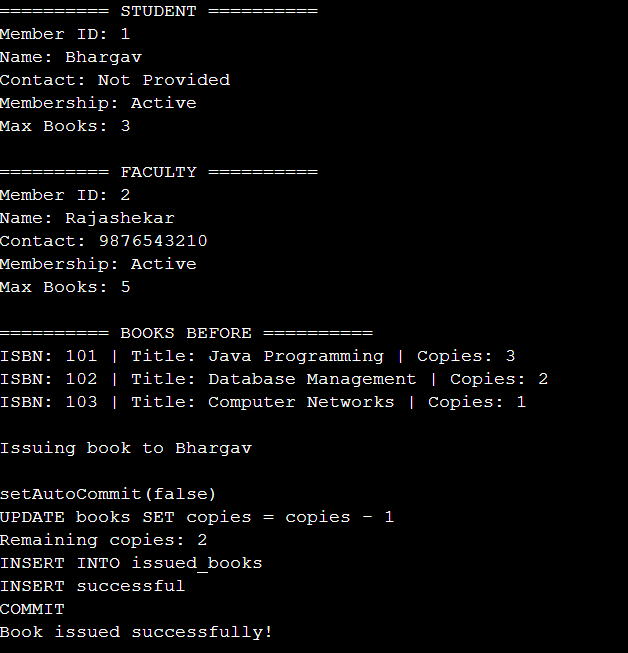 ========== STUDENT ==========
Member ID: 1
Name: Bhargav
Contact: Not Provided
Membership: Active
Max Books: 3
========== FACULTY ==========
Member ID: 2
Name: Rajashekar
Contact: 9876543210
Membership: Active
Max Books: 5
========== BOOKS BEFORE ==========
ISBN: 101 | Title: Java Programming | Copies: 3
ISBN: 102 | Title: Database Management | Copies: 2
ISBN: 103 | Title: Computer Networks | Copies: 1
Issuing book to Bhargav
setAutoCommit(false)
UPDATE books SET copies = copies - 1
Remaining copies: 2
INSERT INTO issued_books
INSERT successful
COMMIT
Book issued successfully!